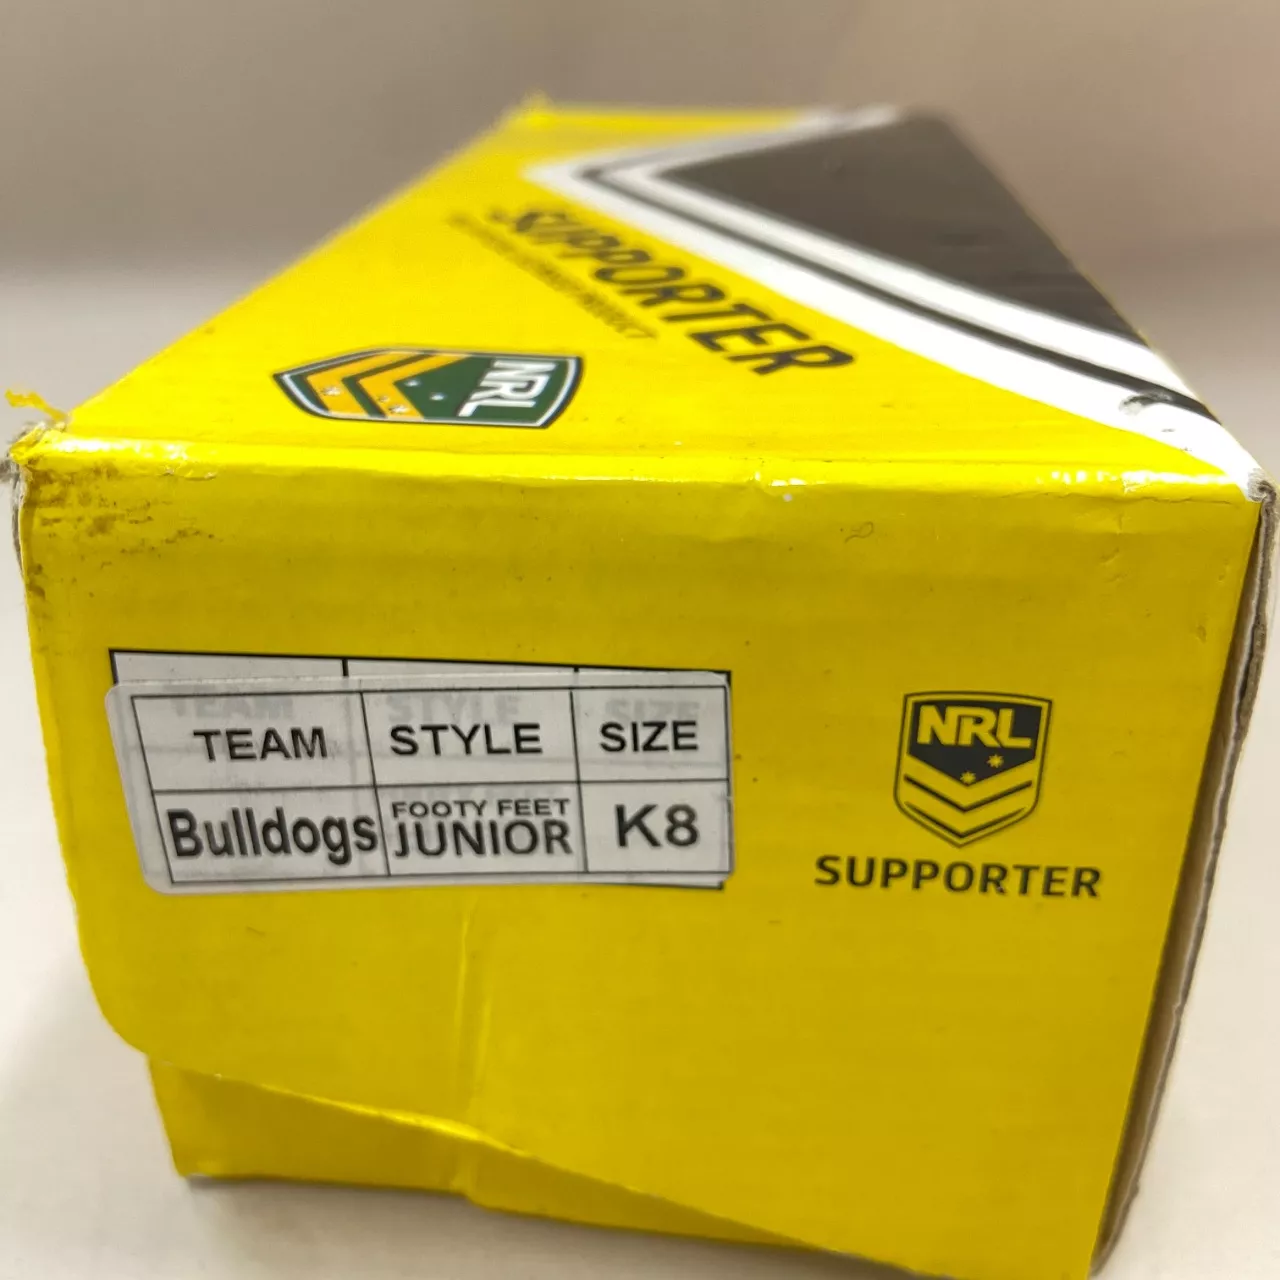 SUPPORTER
NRL
TEAM STYLE SIZE
Bulldogs FOOTY FEET JUNIOR K8
NRL
SUPPORTER